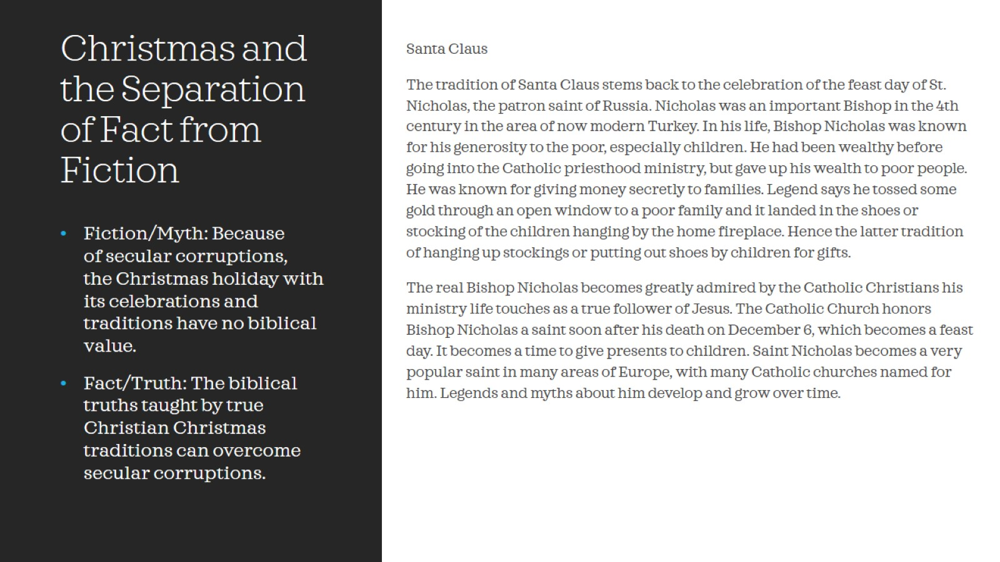 Christmas and
the Separation
of Fact from
Fiction
• Fiction/Myth: Because
of secular corruptions,
the Christmas holiday with
its celebrations and
traditions have no biblical
value.
• Fact/Truth: The biblical
truths taught by true
Christian Christmas
traditions can overcome
secular corruptions.
Santa Claus
The tradition of Santa Claus stems back to the celebration of the feast day of St.
Nicholas, the patron saint of Russia. Nicholas was an important Bishop in the 4th
century in the area of now modern Turkey. In his life, Bishop Nicholas was known
for his generosity to the poor, especially children. He had been wealthy before
going into the Catholic priesthood ministry, but gave up his wealth to poor people.
He was known for giving money secretly to families. Legend says he tossed some
gold through an open window to a poor family and it landed in the shoes or
stocking of the children hanging by the home fireplace. Hence the latter tradition
of hanging up stockings or putting out shoes by children for gifts.
The real Bishop Nicholas becomes greatly admired by the Catholic Christians his
ministry life touches as a true follower of Jesus. The Catholic Church honors
Bishop Nicholas a saint soon after his death on December 6, which becomes a feast
day. It becomes a time to give presents to children. Saint Nicholas becomes a very
popular saint in many areas of Europe, with many Catholic churches named for
him. Legends and myths about him develop and grow over time.